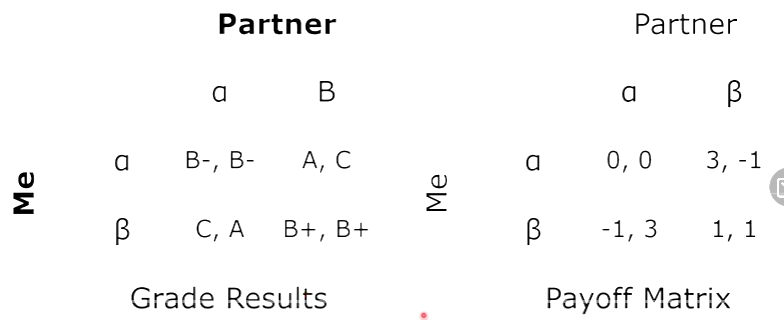 Partner Partner
α B α β
Me α B-, B- A, C Me α 0, 0 3, -1
β C, A B+, B+ β -1, 3 1, 1
Grade Results Payoff Matrix